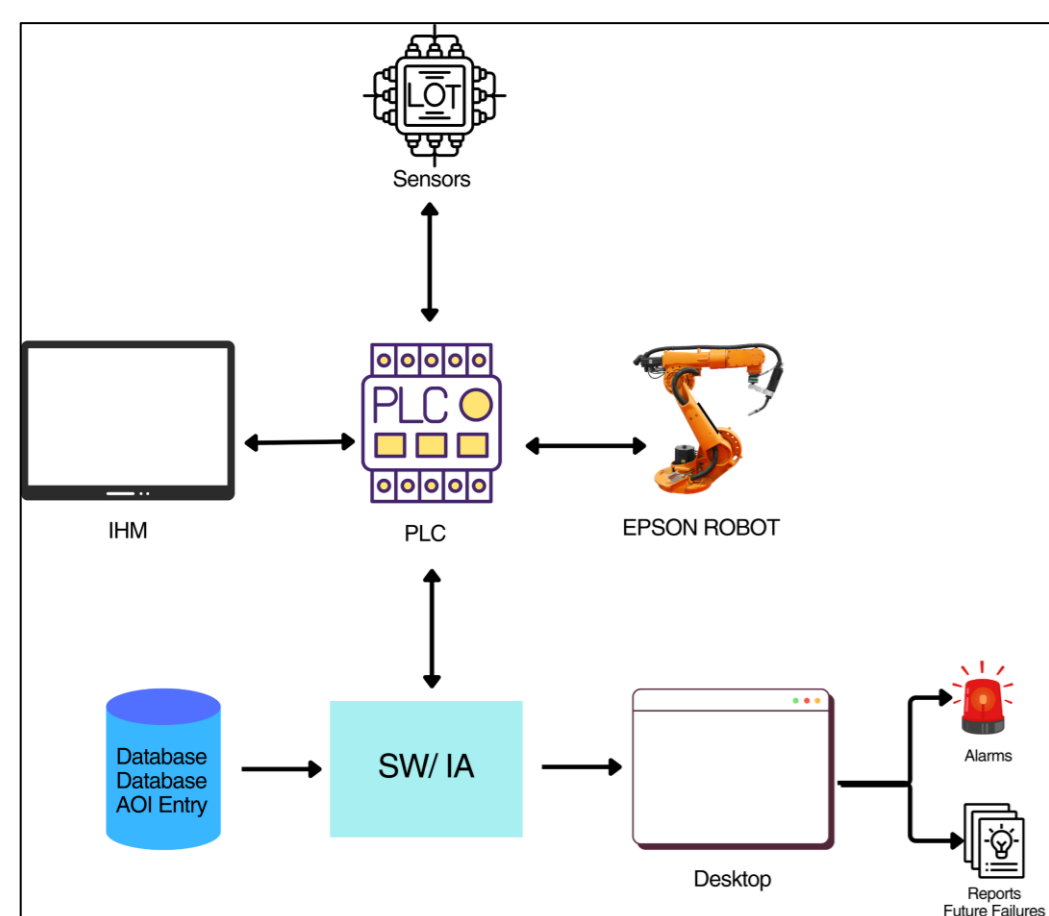 LOT
Sensors
PLC
IHM
PLC
EPSON ROBOT
Database
Database
AOI Entry
SW/ IA
Desktop
Alarms
Reports
Future Failures